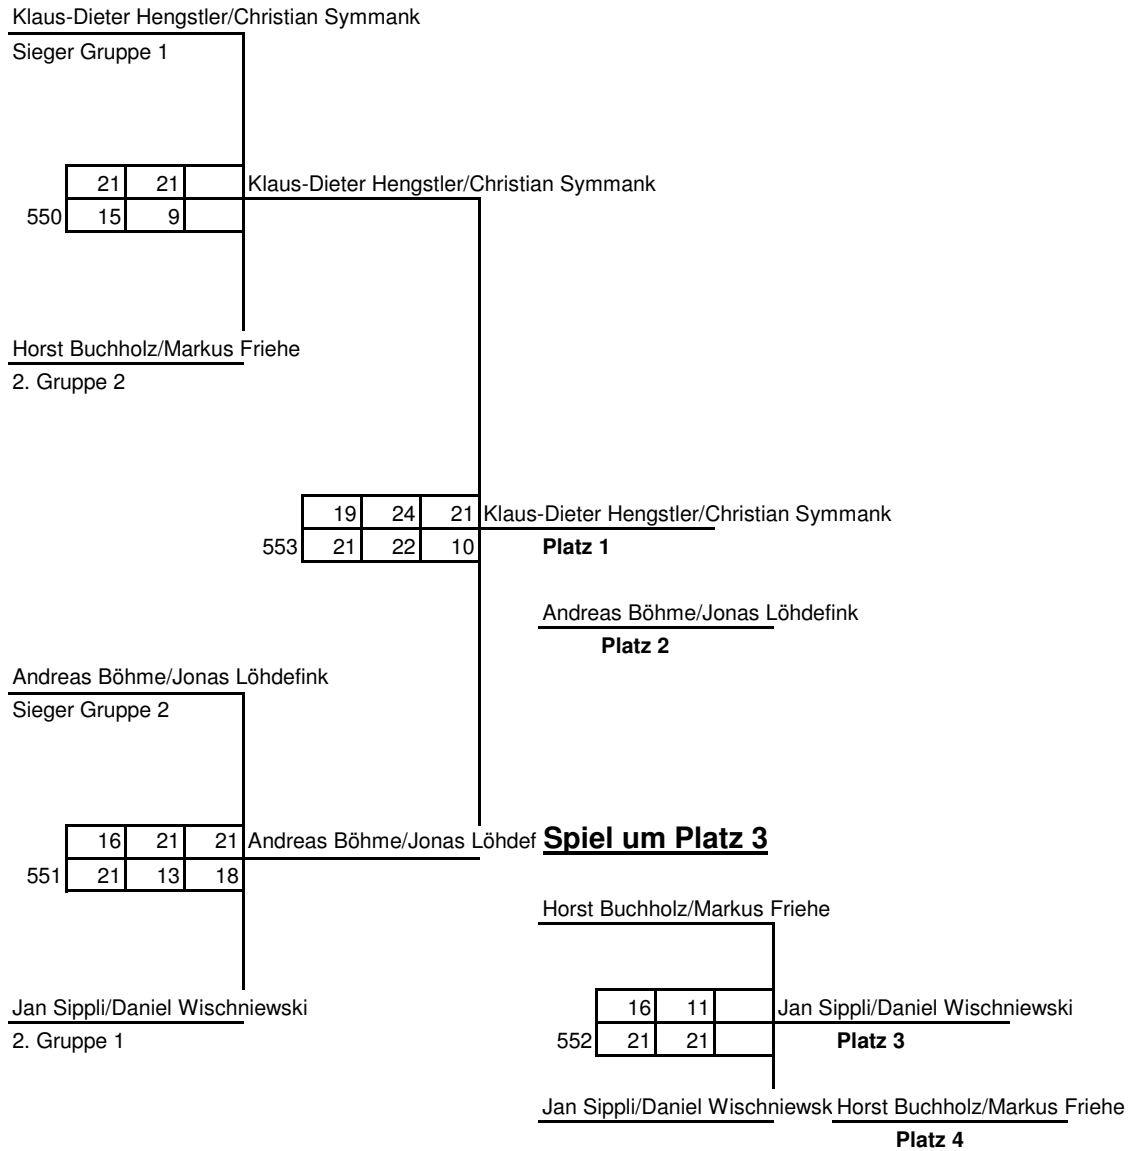 Klaus-Dieter Hengstler/Christian Symmank
Sieger Gruppe 1
21 21 Klaus-Dieter Hengstler/Christian Symmank
550 15 9
Horst Buchholz/Markus Friehe
2. Gruppe 2
19 24 21 Klaus-Dieter Hengstler/Christian Symmank
553 21 22 10 Platz 1
Andreas Böhme/Jonas Löhdefink
Platz 2
Andreas Böhme/Jonas Löhdefink
Sieger Gruppe 2
16 21 21 Andreas Böhme/Jonas Löhdef Spiel um Platz 3
551 21 13 18
Horst Buchholz/Markus Friehe
Jan Sippli/Daniel Wischniewski 16 11 Jan Sippli/Daniel Wischniewski
2. Gruppe 1 552 21 21 Platz 3
Jan Sippli/Daniel Wischniewsk Horst Buchholz/Markus Friehe
Platz 4